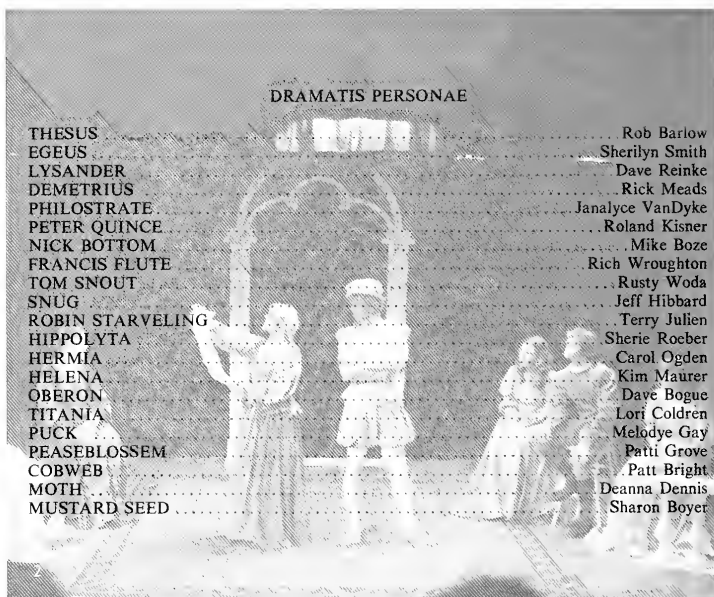 DRAMATIS PERSONAE
THESUS ..... Rob Barlow
EGEUS ..... Sherilyn Smith
LYSANDER ..... Dave Reinke
DEMETRIUS ..... Rick Meads
PHILOSTRATE ..... Janalyce VanDyke
PETER QUINCE ..... Roland Kisner
NICK BOTTOM ..... Mike Boze
FRANCIS FLUTE ..... Rich Wroughton
TOM SNOUT ..... Rusty Woda
SNUG ..... Jeff Hibbard
ROBIN STARVELING ..... Terry Julien
HIPPOLYTA ..... Sherie Roeber
HERMIA ..... Carol Ogden
HELENA ..... Kim Maurer
OBERON ..... Dave Bogue
TITANIA ..... Lori Coldren
PUCK ..... Melodye Gay
PEASEBLOSSEM ..... Patti Grove
COBWEB ..... Patt Bright
MOTH ..... Deanna Dennis
MUSTARD SEED ..... Sharon Boyer
2